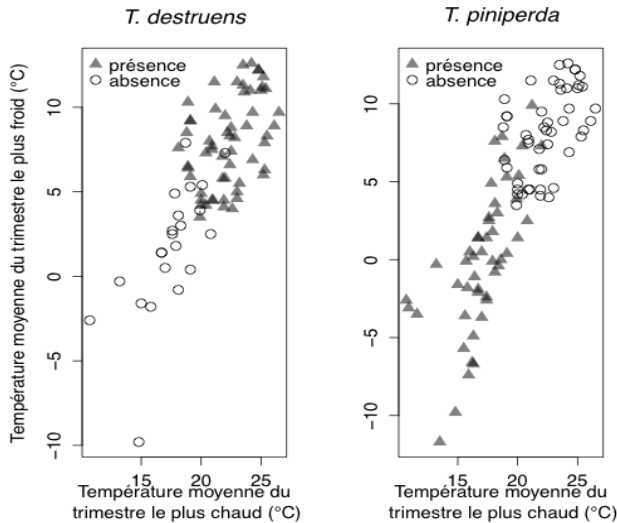 T. destruens
T. piniperda
présence
absence
présence
absence
Température moyenne du trimestre le plus froid (°C)
10
5
0
−5
−10
10
5
0
−5
−10
15 20 25
15 20 25
Température moyenne du
trimestre le plus chaud (°C)
Température moyenne du
trimestre le plus chaud (°C)